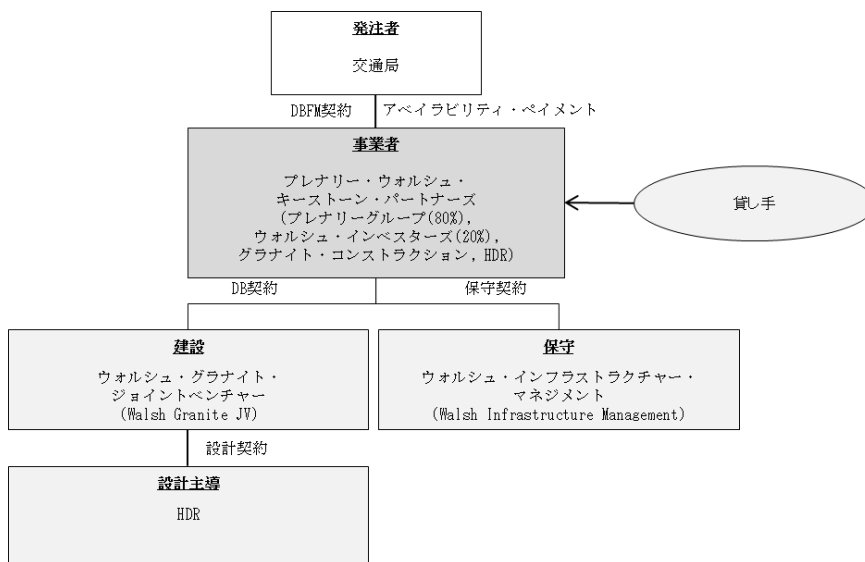 発注者
交通局
DBFM契約
アベイラビリティ・ペイメント
事業者
プレナリー・ウォルシュ・
キーストーン・パートナーズ
(プレナリーグループ(80%),
ウォルシュ・インベスターズ(20%),
グラナイト・コンストラクション, HDR)
貸し手
DB契約
保守契約
建設
ウォルシュ・グラナイト・
ジョイントベンチャー
(Walsh Granite JV)
保守
ウォルシュ・インフラストラクチャー・
マネジメント
(Walsh Infrastructure Management)
設計契約
設計主導
HDR